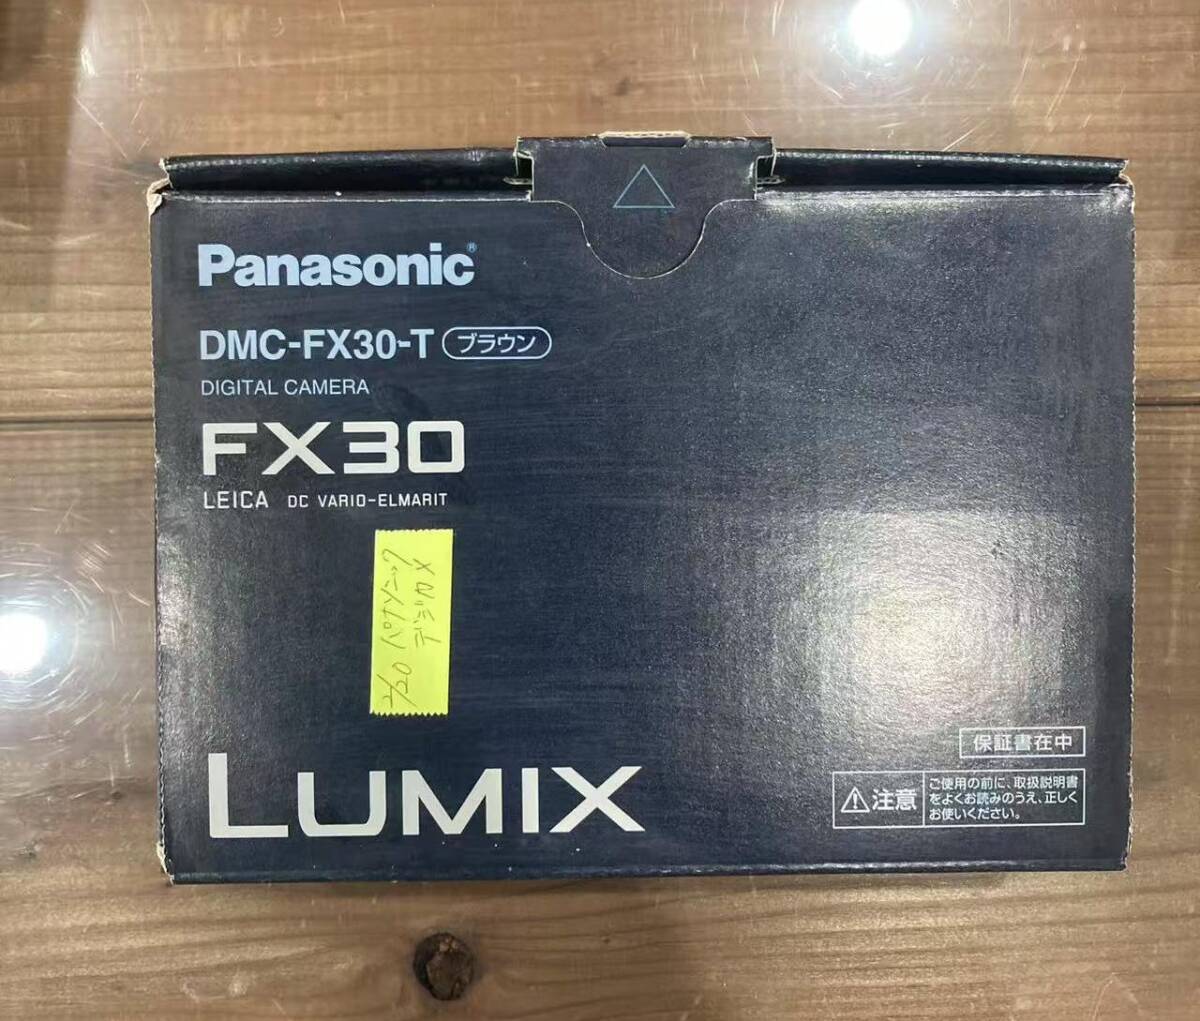 Panasonic®
DMC-FX30-T ブラウン
DIGITAL CAMERA
FX30
LEICA DC VARIO-ELMARIT
2/20 パナソニック
デジカメ
LUMIX
保証書在中
注意
ご使用の前に、取扱説明書
をよくお読みのうえ、正しく
お使いください。